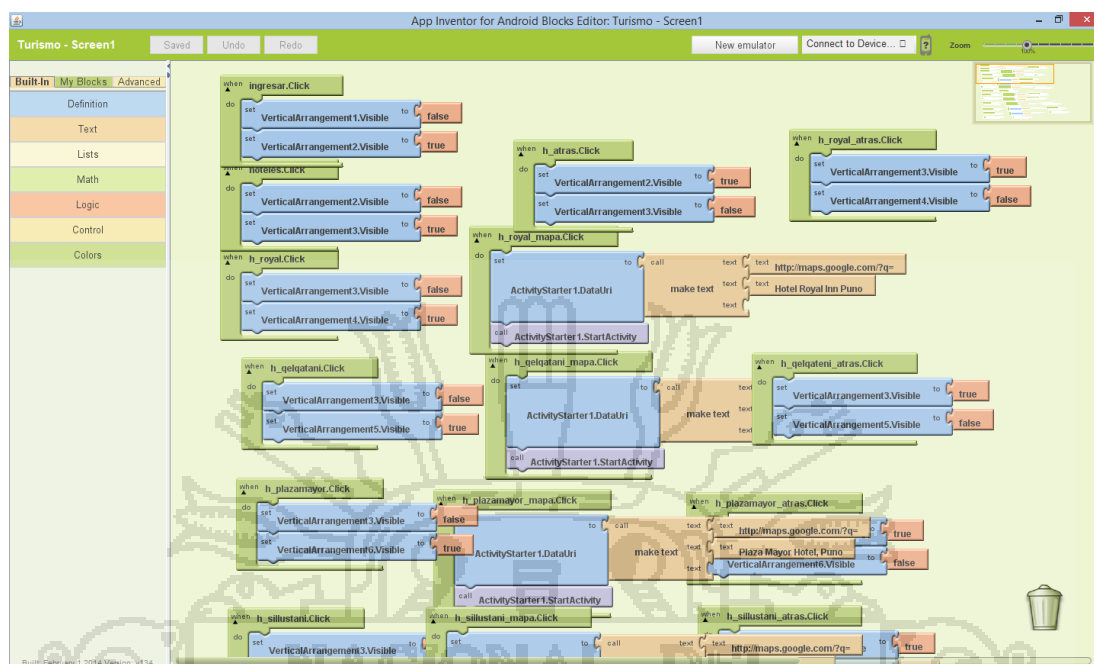 App Inventor for Android Blocks Editor: Turismo - Screen1
Turismo - Screen1
Saved
Undo
Redo
New emulator
Connect to Device...
?
Zoom
100%
Built-In
My Blocks
Advanced
Definition
Text
Lists
Math
Logic
Control
Colors
when ingresar.Click
do set VerticalArrangement1.Visible to false
set VerticalArrangement2.Visible to true
when hoteles.Click
do set VerticalArrangement2.Visible to false
set VerticalArrangement3.Visible to true
when h_atras.Click
do set VerticalArrangement2.Visible to true
set VerticalArrangement3.Visible to false
when h_royal_atras.Click
do set VerticalArrangement3.Visible to true
set VerticalArrangement4.Visible to false
when h_royal.Click
do set VerticalArrangement3.Visible to false
set VerticalArrangement4.Visible to true
when h_royal_mapa.Click
do set ActivityStarter1.DataUri to call make text text text http://maps.google.com/?q=
text text Hotel Royal Inn Puno
text
call ActivityStarter1.StartActivity
when h_qelqatani.Click
do set VerticalArrangement3.Visible to false
set VerticalArrangement5.Visible to true
when h_qelqatani_mapa.Click
do set ActivityStarter1.DataUri to call make text text
text
text
call ActivityStarter1.StartActivity
when h_qelqateni_atras.Click
do set VerticalArrangement3.Visible to true
set VerticalArrangement5.Visible to false
when h_plazamayor.Click
do set VerticalArrangement3.Visible to false
set VerticalArrangement6.Visible to true
when h_plazamayor_mapa.Click
ActivityStarter1.DataUri to call make text text text http://maps.google.com/?q=
text text Plaza Mayor Hotel, Puno
text
call ActivityStarter1.StartActivity
when h_plazamayor_atras.Click
to true
VerticalArrangement6.Visible to false
when h_sillustani.Click
do set VerticalArrangement3.Visible to false
when h_sillustani_mapa.Click
do set to call text text http://maps.google.com/?q=
when h_sillustani_atras.Click
to true
Built: February 1 2014 Version: v134